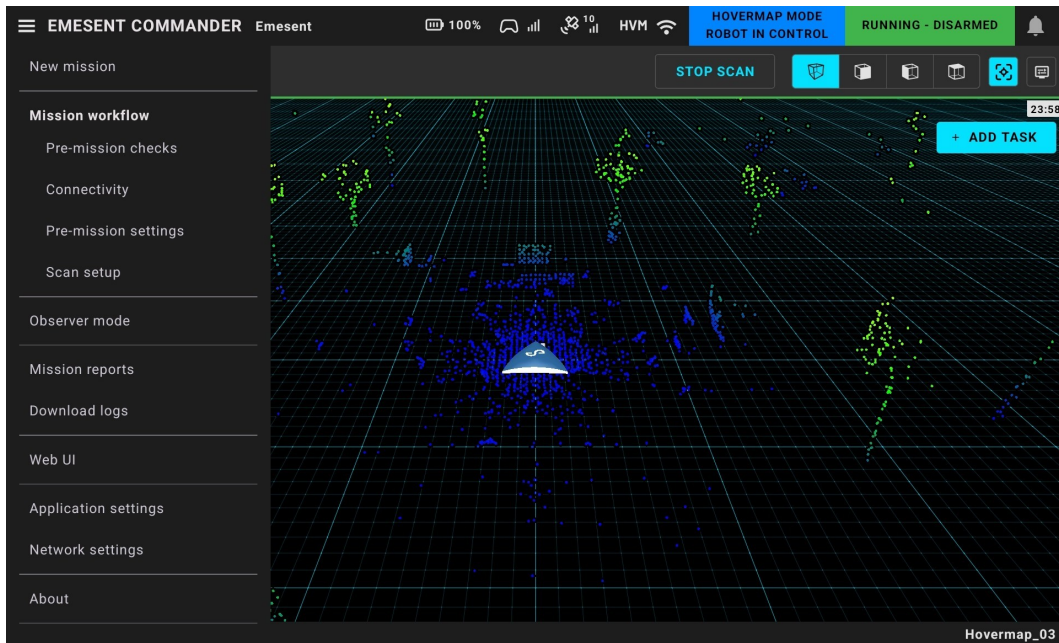 EMESENT COMMANDER Emesent 100% 10 HVM HOVERMAP MODE
ROBOT IN CONTROL RUNNING - DISARMED
New mission
STOP SCAN
Mission workflow
23:58
+ ADD TASK
Pre-mission checks
Connectivity
Pre-mission settings
Scan setup
Observer mode
Mission reports
Download logs
Web UI
Application settings
Network settings
About
Hovermap_03